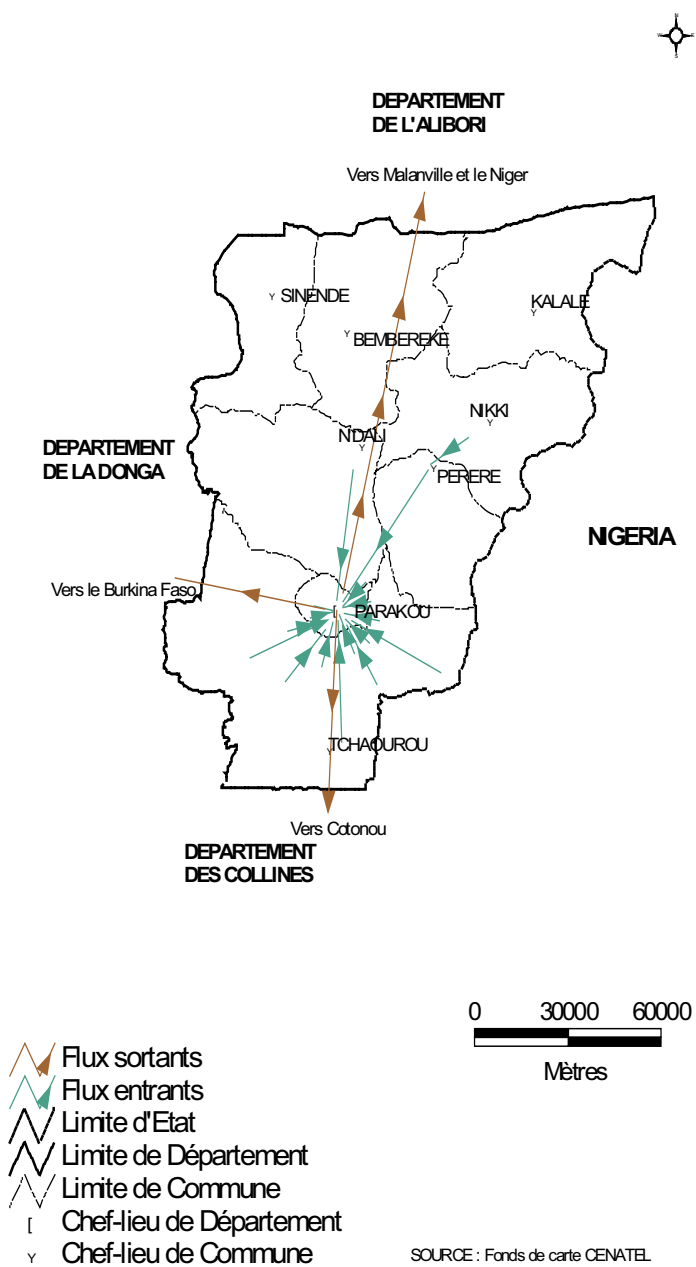 N
W E
S
DEPARTEMENT
DE L'ALIBORI
Vers Malanville et le Niger
SINENDE
KALALE
BEMBEREKE
NIKKI
N'DALI
DEPARTEMENT
DE LA DONGA
PERERE
NIGERIA
Vers le Burkina Faso
PARAKOU
TCHAOUROU
Vers Cotonou
DEPARTEMENT
DES COLLINES
0 30000 60000
Mètres
Flux sortants
Flux entrants
Limite d'Etat
Limite de Département
Limite de Commune
[ Chef-lieu de Département
Y Chef-lieu de Commune
SOURCE : Fonds de carte CENATEL